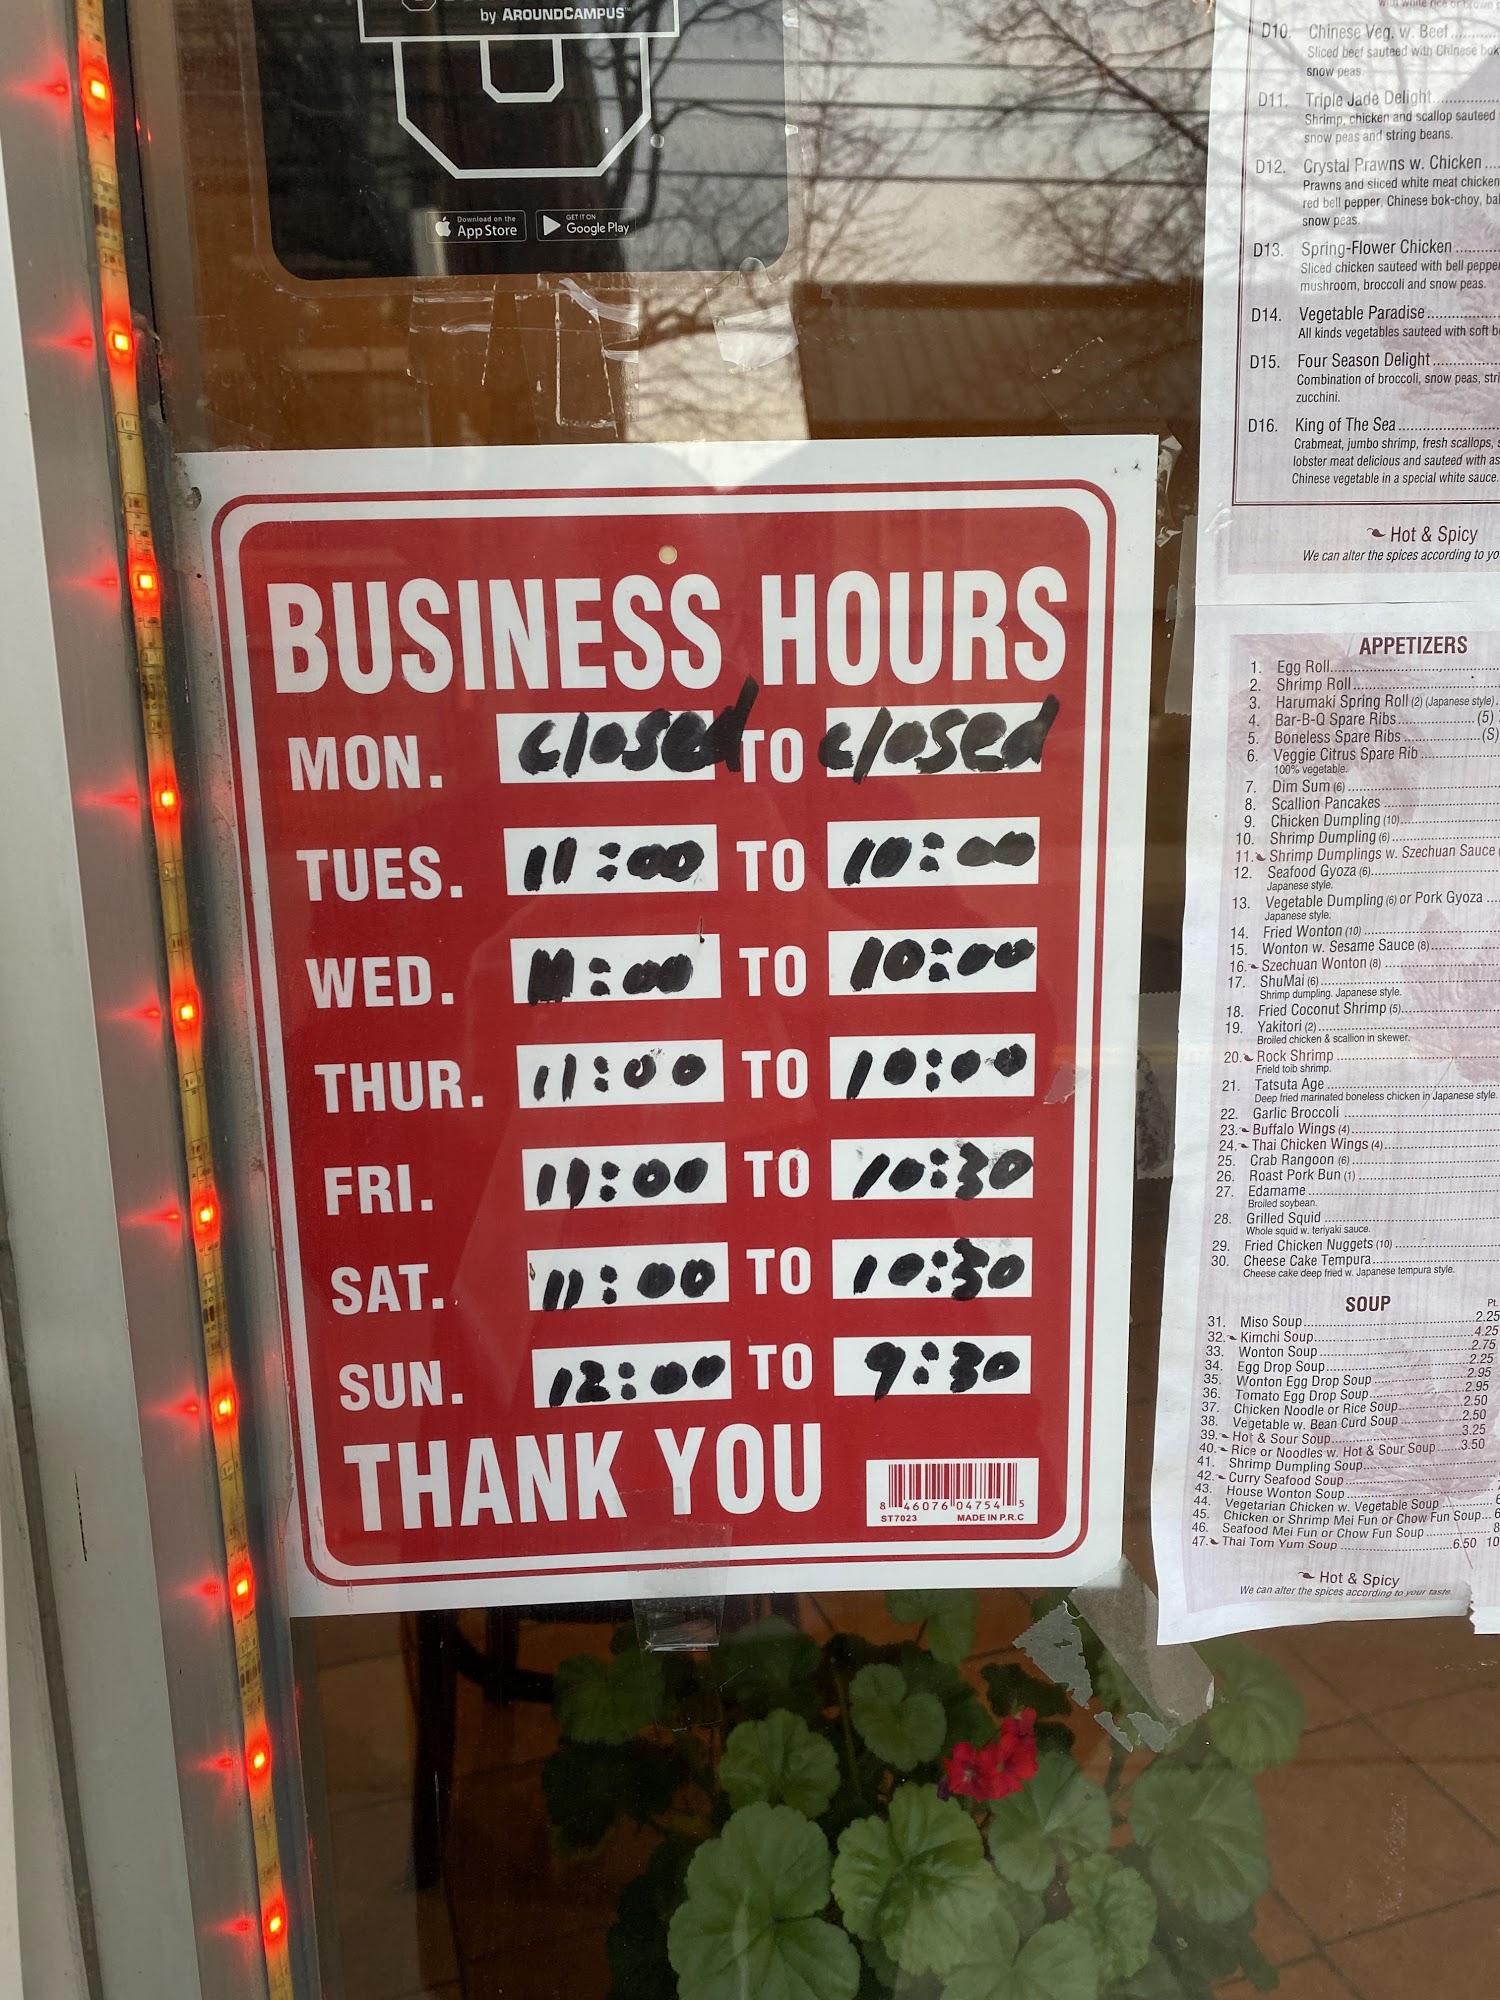 by AROUNDCAMPUS
Download on the
App Store
GET IT ON
Google Play
BUSINESS HOURS
MON. closed TO closed
TUES. 11:00 TO 10:00
WED. 11:00 TO 10:00
THUR. 11:00 TO 10:00
FRI. 11:00 TO 10:30
SAT. 11:00 TO 10:30
SUN. 12:00 TO 9:30
THANK YOU
8 46076 04754 5
ST7023 MADE IN P.R.C
D10. Chinese Veg. w. Beef
Sliced beef sauteed with Chinese bok
snow peas
D11. Triple Jade Delight
Shrimp, chicken and scallop sauteed
snow peas and string beans.
D12. Crystal Prawns w. Chicken
Prawns and sliced white meat chicken
red bell pepper, Chinese bok-choy,
snow peas.
D13. Spring-Flower Chicken
Sliced chicken sauteed with bell pepper
mushroom, broccoli and snow peas.
D14. Vegetable Paradise
All kinds vegetables sauteed with soft
D15. Four Season Delight
Combination of broccoli, snow peas,
zucchini.
D16. King of The Sea
Crabmeat, jumbo shrimp, fresh scallops,
lobster meat delicious and sauteed with
Chinese vegetable in a special white sauce.
Hot & Spicy
We can alter the spices according to
APPETIZERS
1. Egg Roll
2. Shrimp Roll
3. Harumaki Spring Roll (2) (Japanese style)
4. Bar-B-Q Spare Ribs (5)
5. Boneless Spare Ribs (S)
6. Veggie Citrus Spare Rib
100% vegetable.
7. Dim Sum (6)
8. Scallion Pancakes
9. Chicken Dumpling (10)
10. Shrimp Dumpling (6)
11. Shrimp Dumplings w. Szechuan Sauce
12. Seafood Gyoza (6)
Japanese style.
13. Vegetable Dumpling (6) or Pork Gyoza
Japanese style.
14. Fried Wonton (10)
15. Wonton w. Sesame Sauce (8)
16. Szechuan Wonton (8)
17. ShuMai (6)
Shrimp dumpling. Japanese style.
18. Fried Coconut Shrimp (5)
19. Yakitori (2)
Broiled chicken & scallion in skewer.
20. Rock Shrimp
Frield toib shrimp.
21. Tatsuta Age
Deep fried marinated boneless chicken in Japanese style.
22. Garlic Broccoli
23. Buffalo Wings (4)
24. Thai Chicken Wings (4)
25. Crab Rangoon (6)
26. Roast Pork Bun (1)
27. Edamame
Broiled soybean.
28. Grilled Squid
Whole squid w. teriyaki sauce.
29. Fried Chicken Nuggets (10)
30. Cheese Cake Tempura
Cheese cake deep fried w. Japanese tempura style.
SOUP
Pt.
31. Miso Soup 2.25
32. Kimchi Soup 4.25
33. Wonton Soup 2.75
34. Egg Drop Soup 2.25
35. Wonton Egg Drop Soup 2.95
36. Tomato Egg Drop Soup 2.95
37. Chicken Noodle or Rice Soup 2.50
38. Vegetable w. Bean Curd Soup 2.50
39. Hot & Sour Soup 3.25
40. Rice or Noodles w. Hot & Sour Soup 3.50
41. Shrimp Dumpling Soup
42. Curry Seafood Soup
43. House Wonton Soup
44. Vegetarian Chicken w. Vegetable Soup
45. Chicken or Shrimp Mei Fun or Chow Fun Soup
46. Seafood Mei Fun or Chow Fun Soup
47. Thai Tom Yum Soup 6.50 10
Hot & Spicy
We can alter the spices according to your taste.